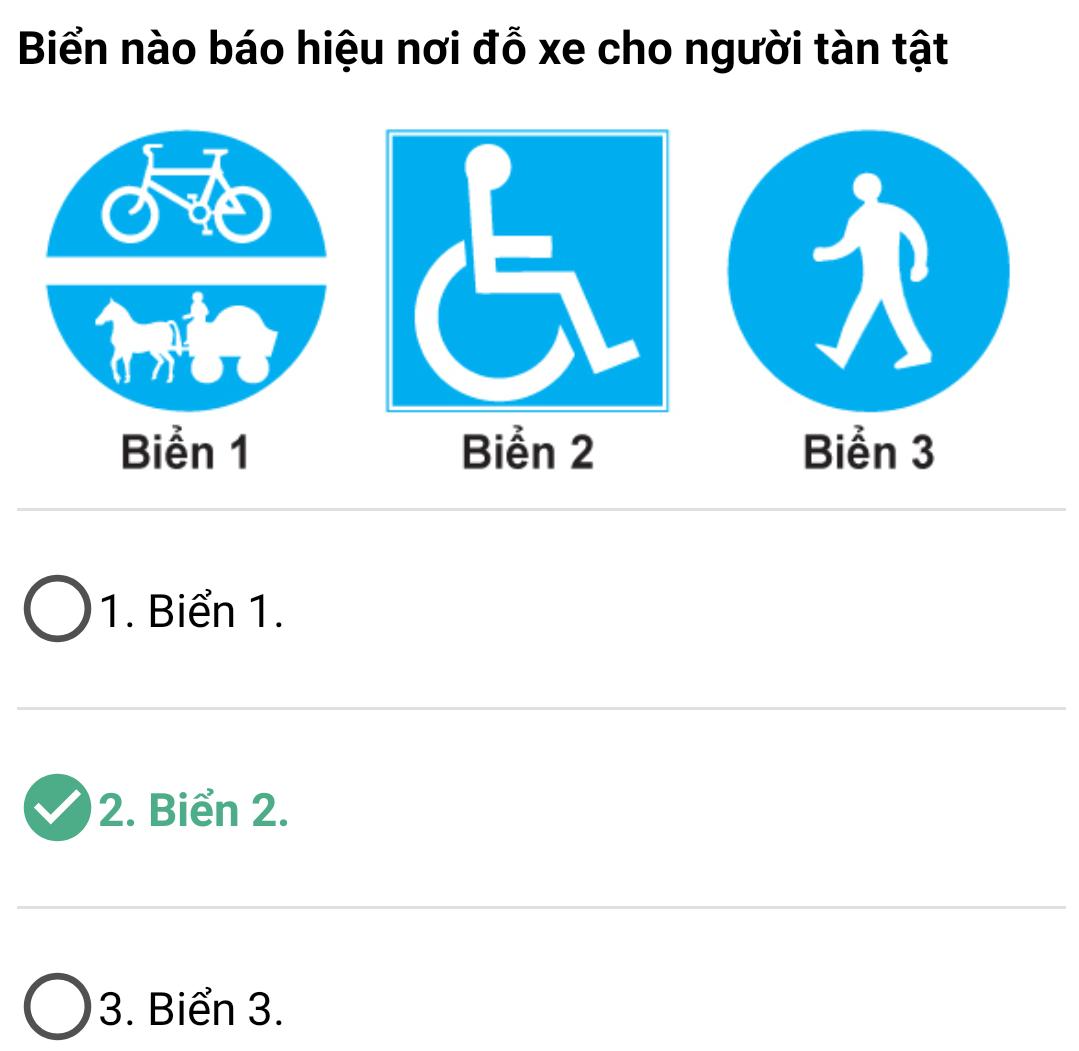 Biển nào báo hiệu nơi đỗ xe cho người tàn tật
Biển 1 Biển 2 Biển 3
1. Biển 1.
2. Biển 2.
3. Biển 3.